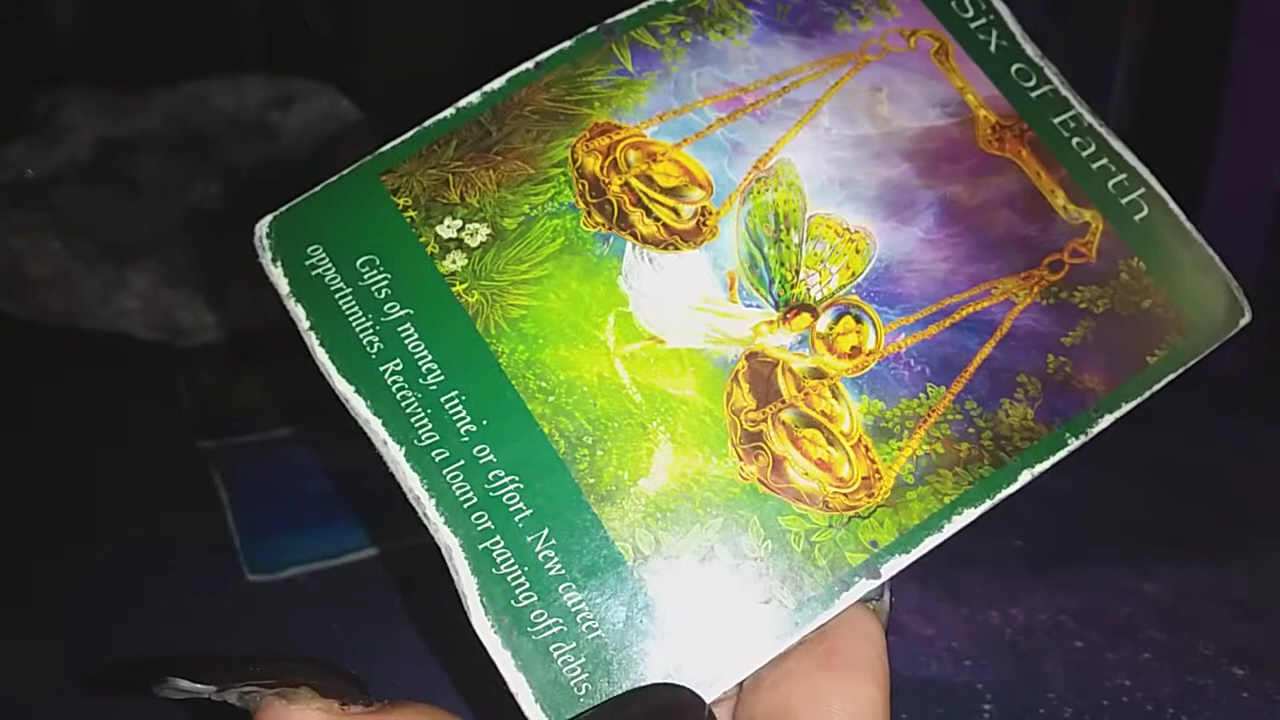 Six of Earth
Gifts of money, time, or effort. New career
opportunities. Receiving a loan or paying off debts.